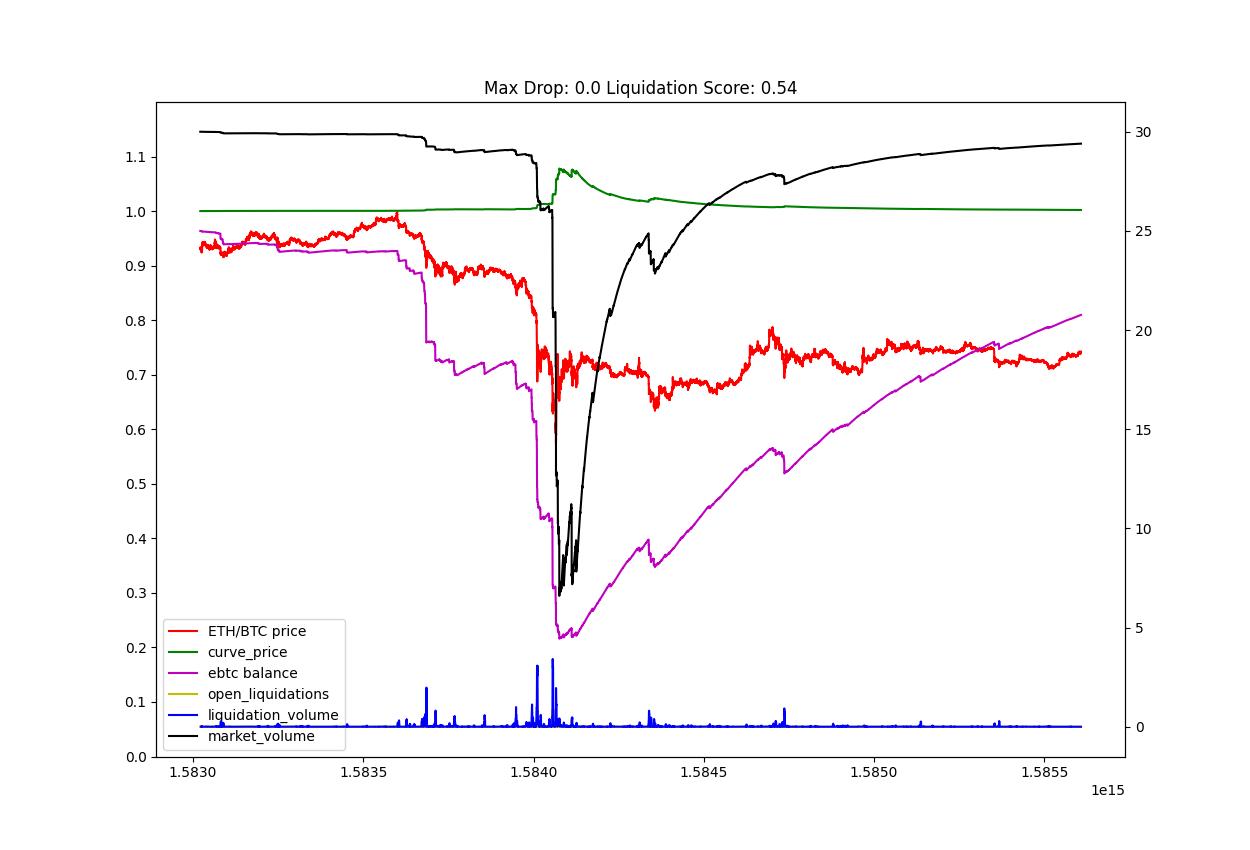 Max Drop: 0.0 Liquidation Score: 0.54
1.1
1.0
0.9
0.8
0.7
0.6
0.5
0.4
0.3
0.2
0.1
0.0
30
25
20
15
10
5
0
ETH/BTC price
curve_price
ebtc balance
open_liquidations
liquidation_volume
market_volume
1.5830 1.5835 1.5840 1.5845 1.5850 1.5855
1e15